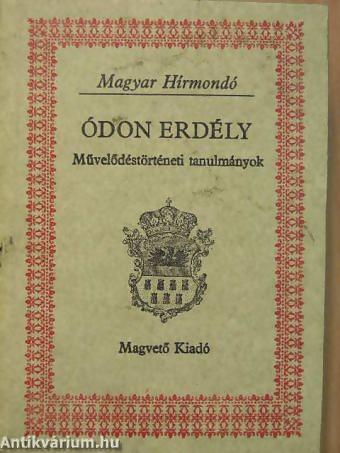 Magyar Hírmondó
ÓDON ERDÉLY
Művelődéstörténeti tanulmányok
Magvető Kiadó
Antikvárium.hu